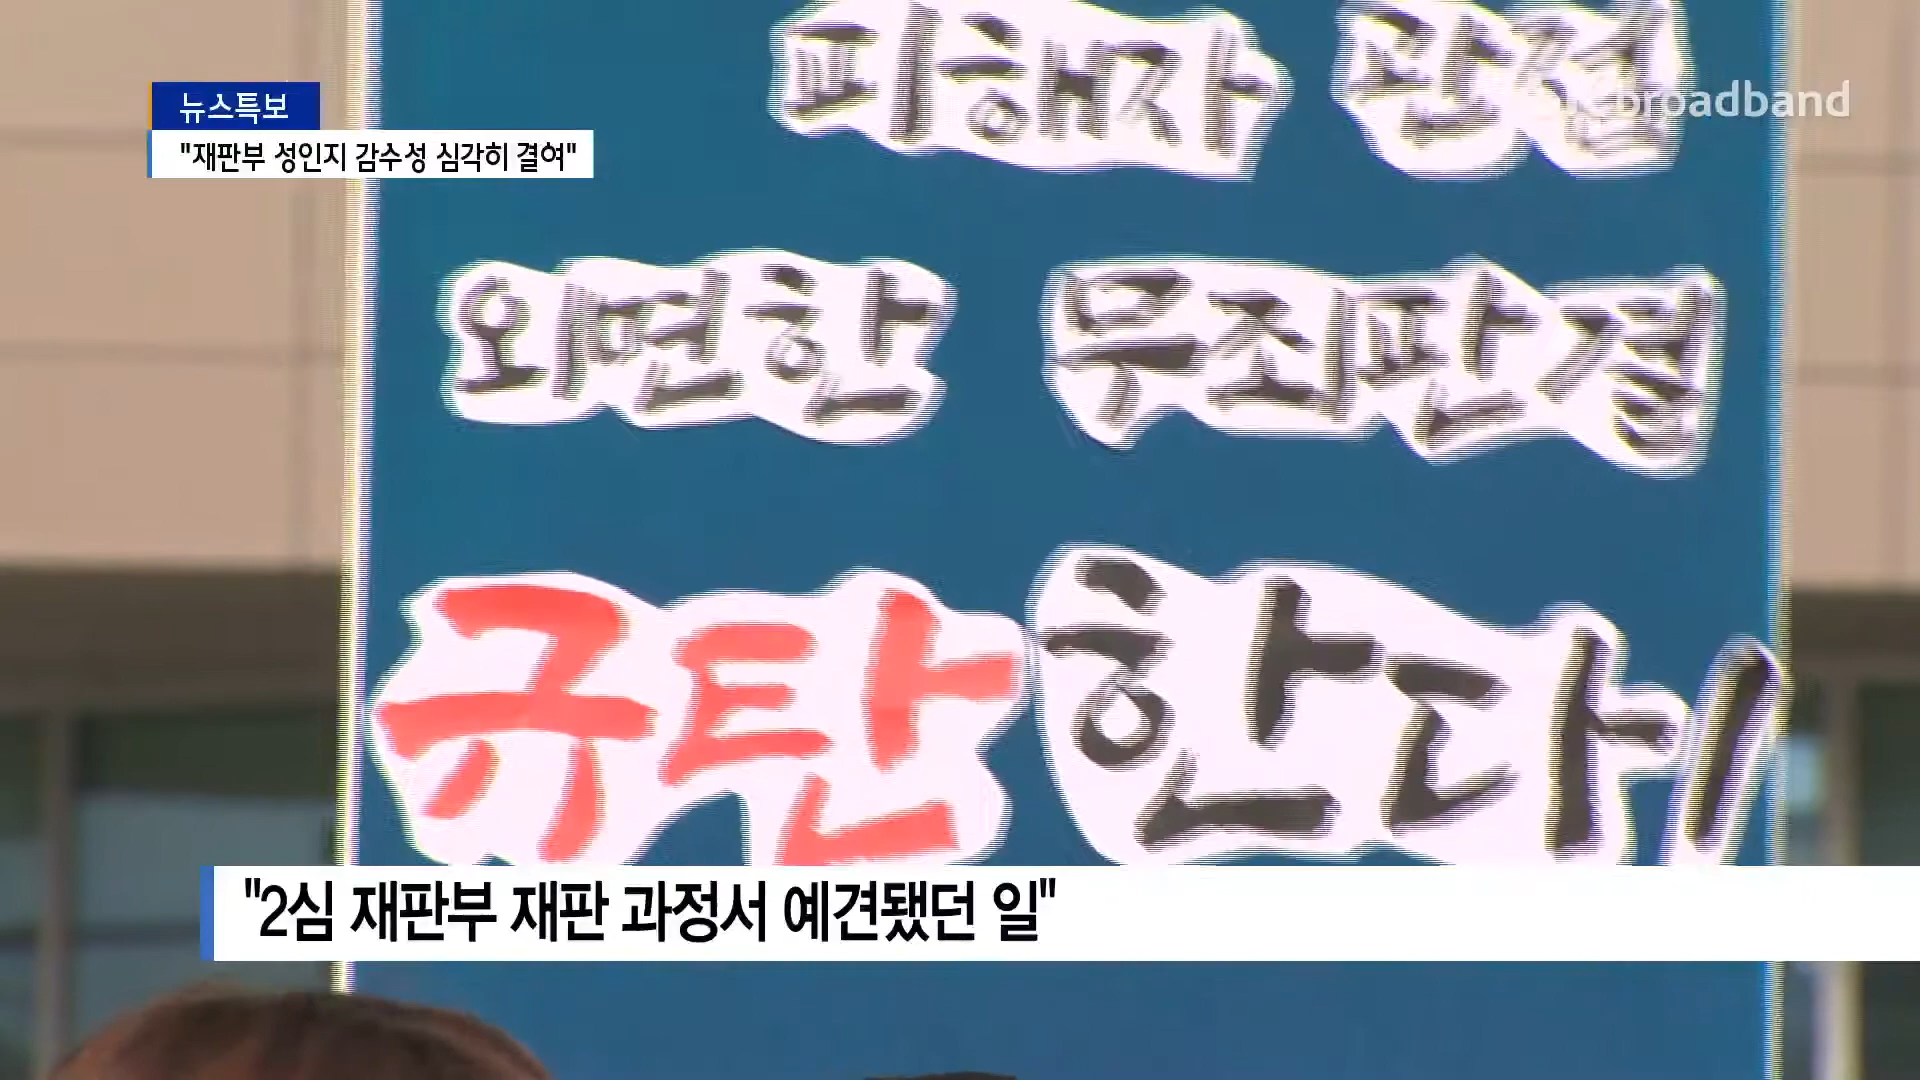 피해자 관점
broadband
뉴스특보
"재판부 성인지 감수성 심각히 결여"
외면한 무죄판결
규탄한다!
"2심 재판부 재판 과정서 예견됐던 일"